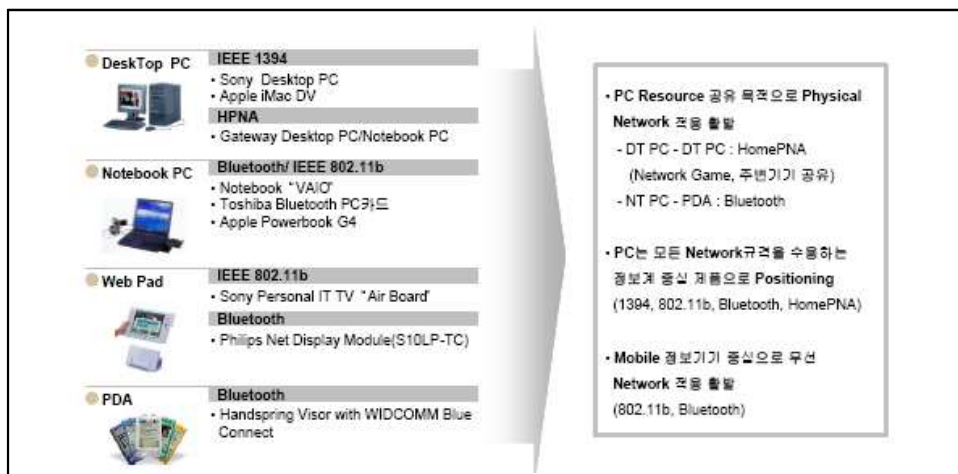 DeskTop PC
IEEE 1394
• Sony Desktop PC
• Apple iMac DV
HPNA
• Gateway Desktop PC/Notebook PC
Notebook PC
Bluetooth/ IEEE 802.11b
• Notebook "VAIO"
• Toshiba Bluetooth PC카드
• Apple Powerbook G4
Web Pad
IEEE 802.11b
• Sony Personal IT TV "Air Board"
Bluetooth
• Philips Net Display Module(S10LP-TC)
PDA
Bluetooth
• Handspring Visor with WIDCOMM Blue
Connect
• PC Resource 공유 목적으로 Physical
Network 적용 활발
- DT PC - DT PC : HomePNA
(Network Game, 주변기기 공유)
- NT PC - PDA : Bluetooth
• PC는 모든 Network규격을 수용하는
정보계 중심 제품으로 Positioning
(1394, 802.11b, Bluetooth, HomePNA)
• Mobile 정보기기 중심으로 무선
Network 적용 활발
(802.11b, Bluetooth)